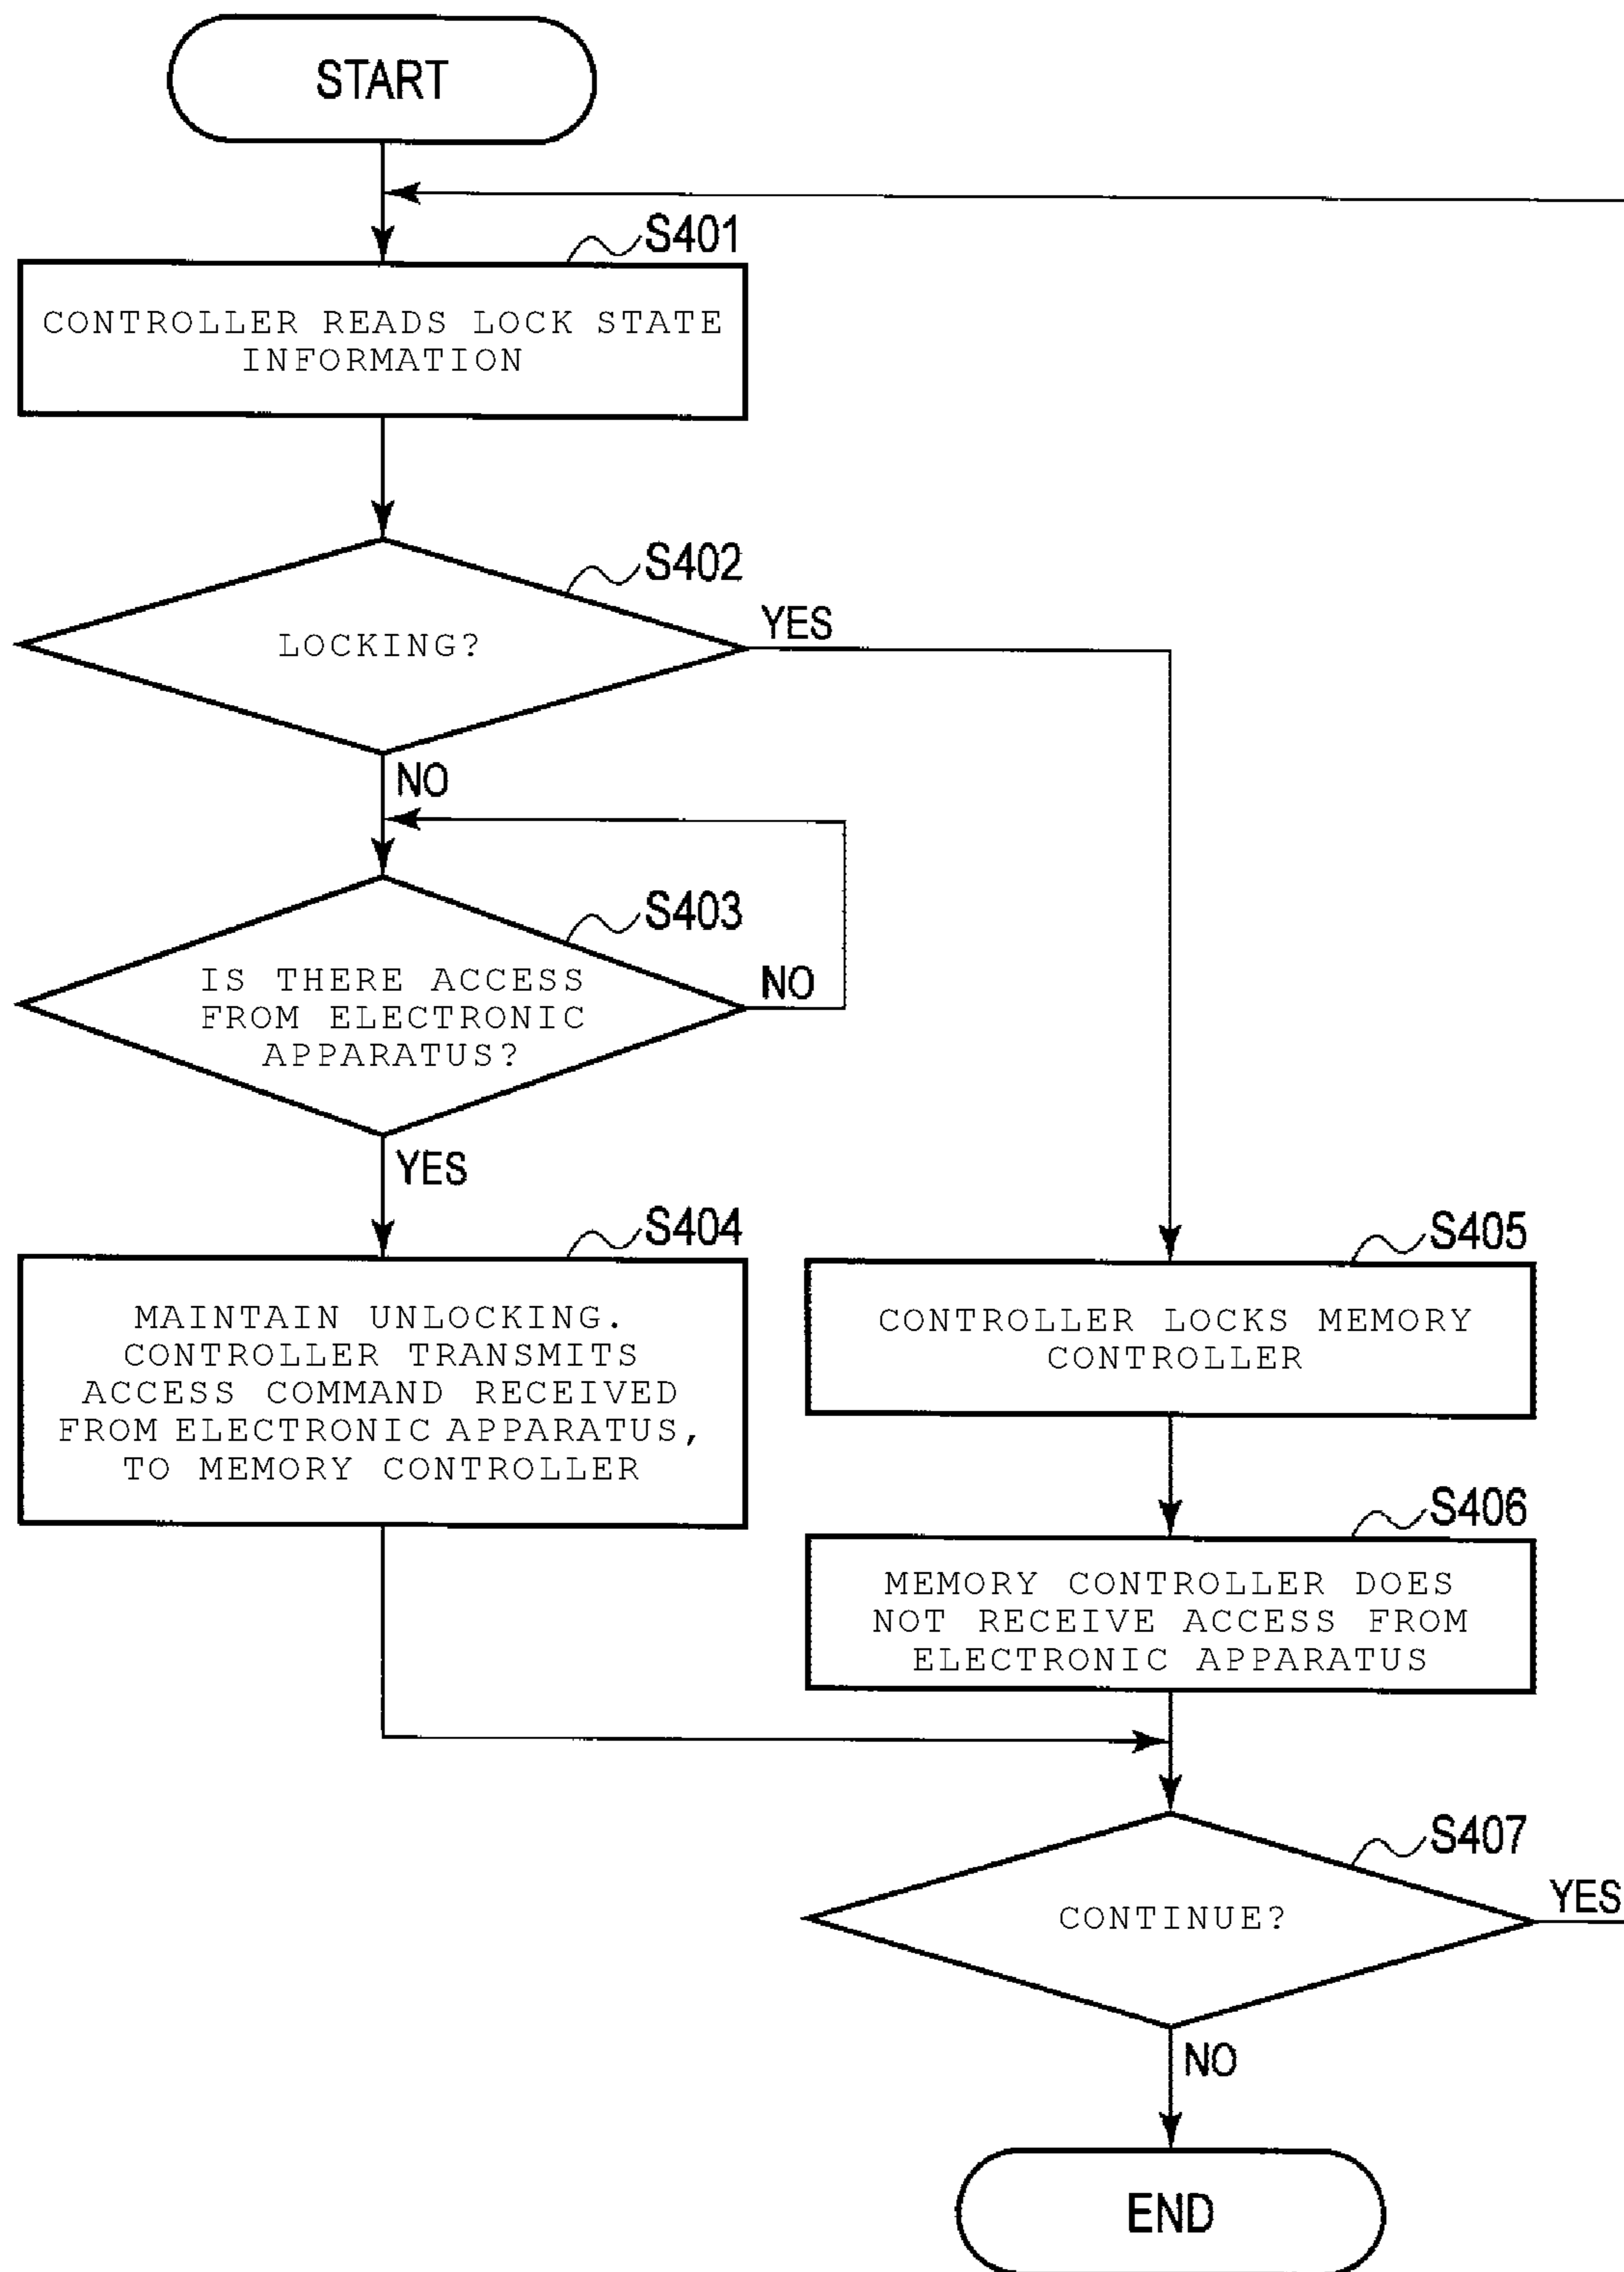 START
S401
CONTROLLER READS LOCK STATE
INFORMATION
S402
LOCKING?
YES
NO
S403
IS THERE ACCESS
FROM ELECTRONIC
APPARATUS?
NO
YES
S404
MAINTAIN UNLOCKING.
CONTROLLER TRANSMITS
ACCESS COMMAND RECEIVED
FROM ELECTRONIC APPARATUS,
TO MEMORY CONTROLLER
S405
CONTROLLER LOCKS MEMORY
CONTROLLER
S406
MEMORY CONTROLLER DOES
NOT RECEIVE ACCESS FROM
ELECTRONIC APPARATUS
S407
CONTINUE?
YES
NO
END